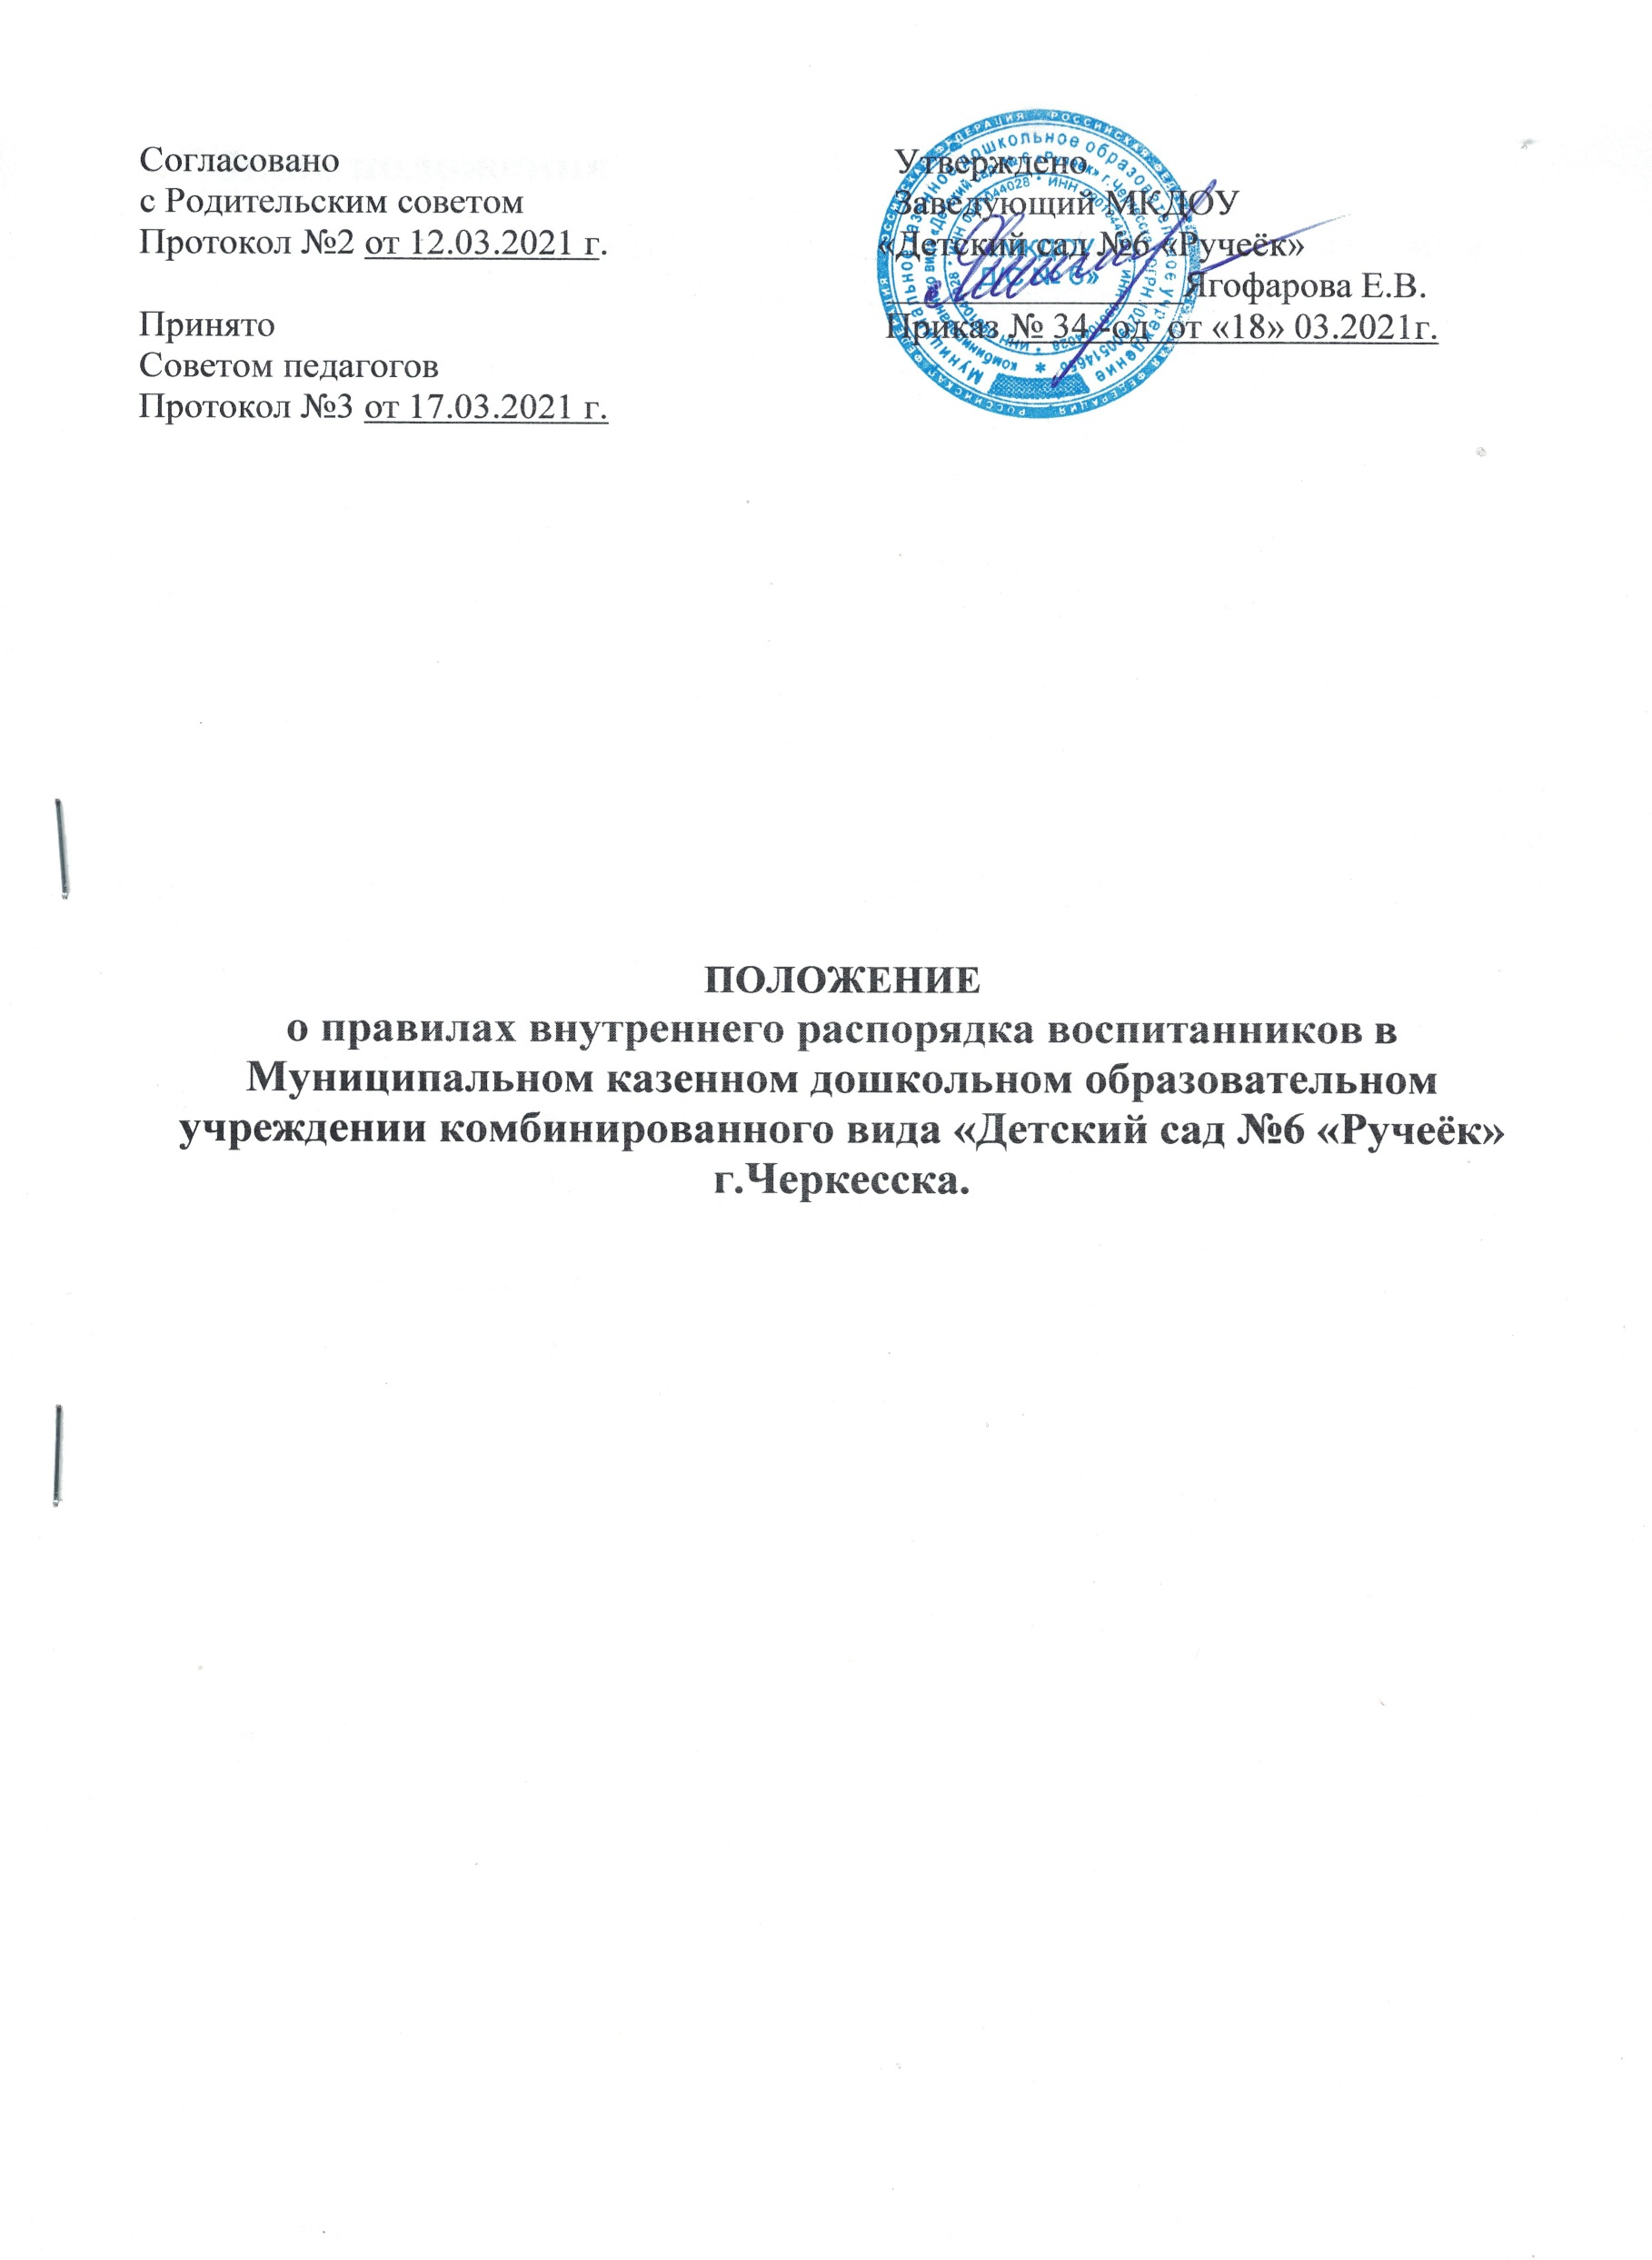 Согласовано
с Родительским советом
Протокол №2 от 12.03.2021 г.
Принято
Советом педагогов
Протокол №3 от 17.03.2021 г.
Утверждено
Заведующий МКДОУ
«Детский сад №6 «Ручеёк»
Ягофарова Е.В.
Приказ № 34 -од от «18» 03.2021г.
ПОЛОЖЕНИЕ
о правилах внутреннего распорядка воспитанников в
Муниципальном казенном дошкольном образовательном
учреждении комбинированного вида «Детский сад №6 «Ручеёк»
г.Черкесска.